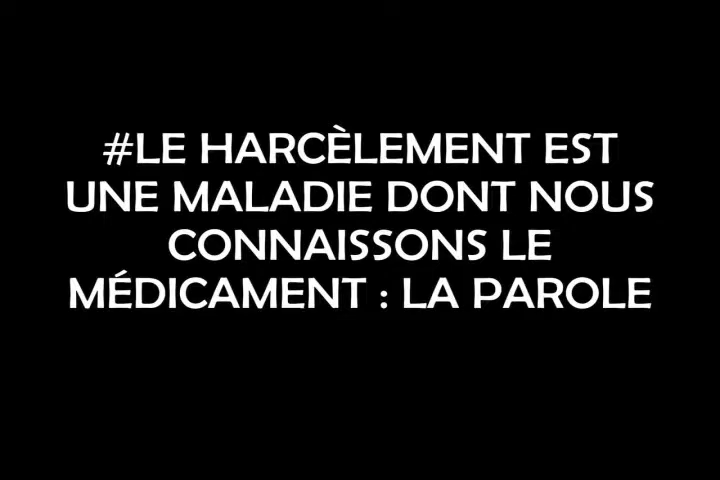 #LE HARCÈLEMENT EST
UNE MALADIE DONT NOUS
CONNAISSONS LE
MÉDICAMENT : LA PAROLE